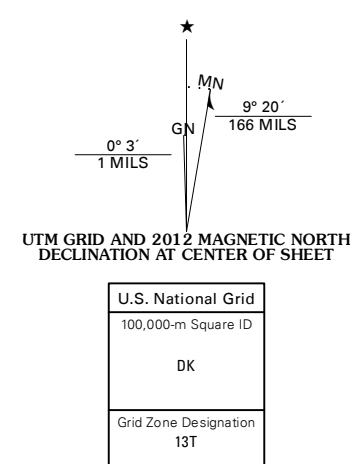 ★
MN
GN
9° 20´
166 MILS
0° 3´
1 MILS
UTM GRID AND 2012 MAGNETIC NORTH
DECLINATION AT CENTER OF SHEET
U.S. National Grid
100,000-m Square ID
DK
Grid Zone Designation
13T